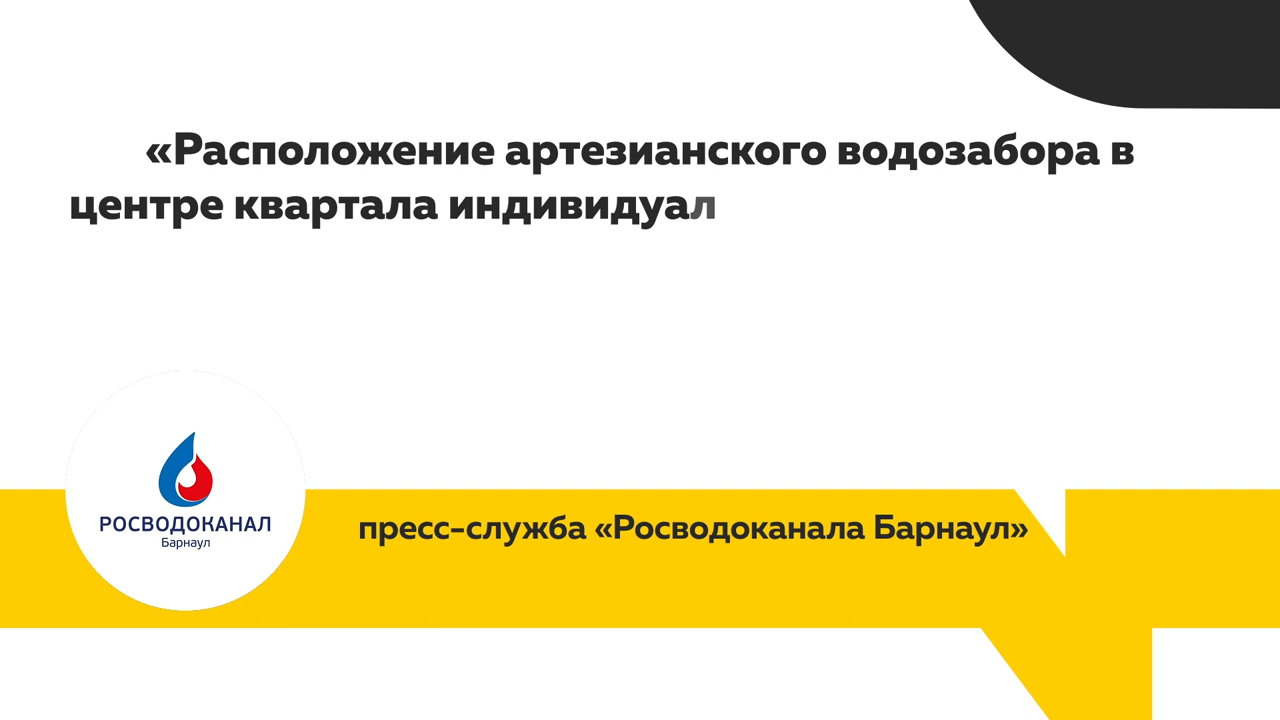 «Расположение артезианского водозабора в
центре квартала индивидуал
РОСВОДОКАНАЛ
Барнаул
пресс-служба «Росводоканала Барнаул»